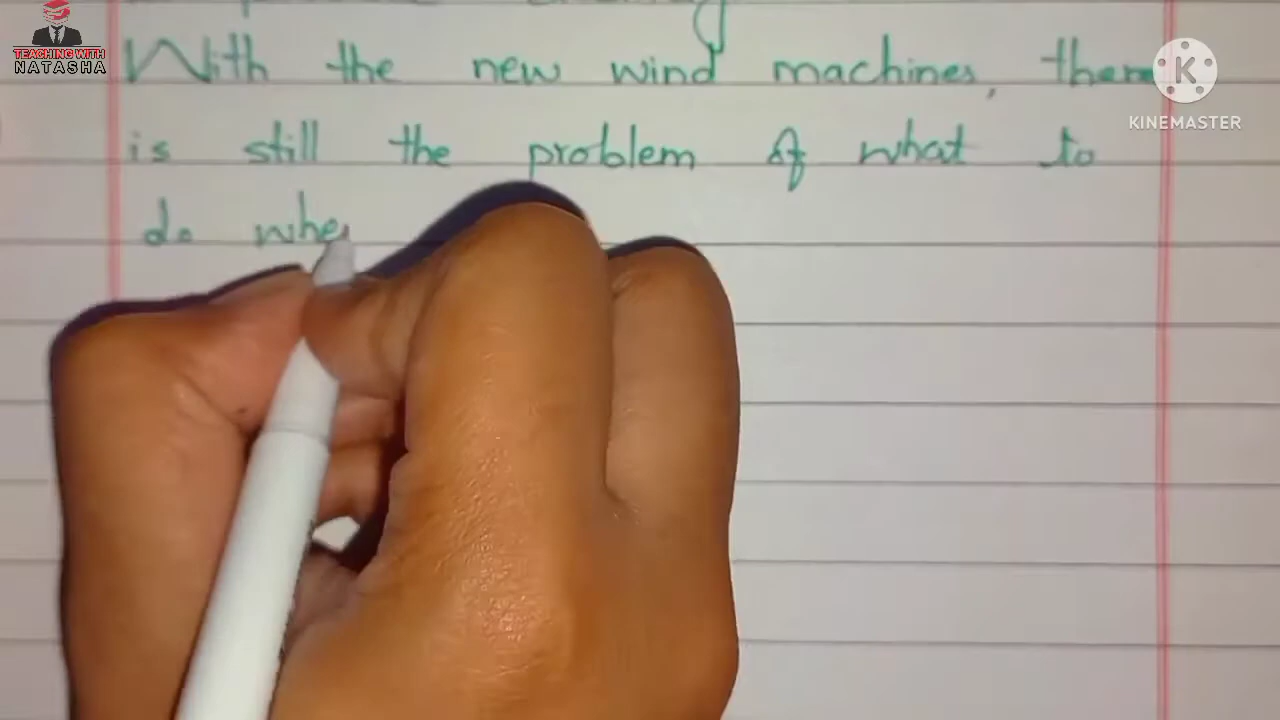 TEACHING WITH
NATASHA
With the new wind machines, there
K
KINEMASTER
is still the problem of what to
do whe